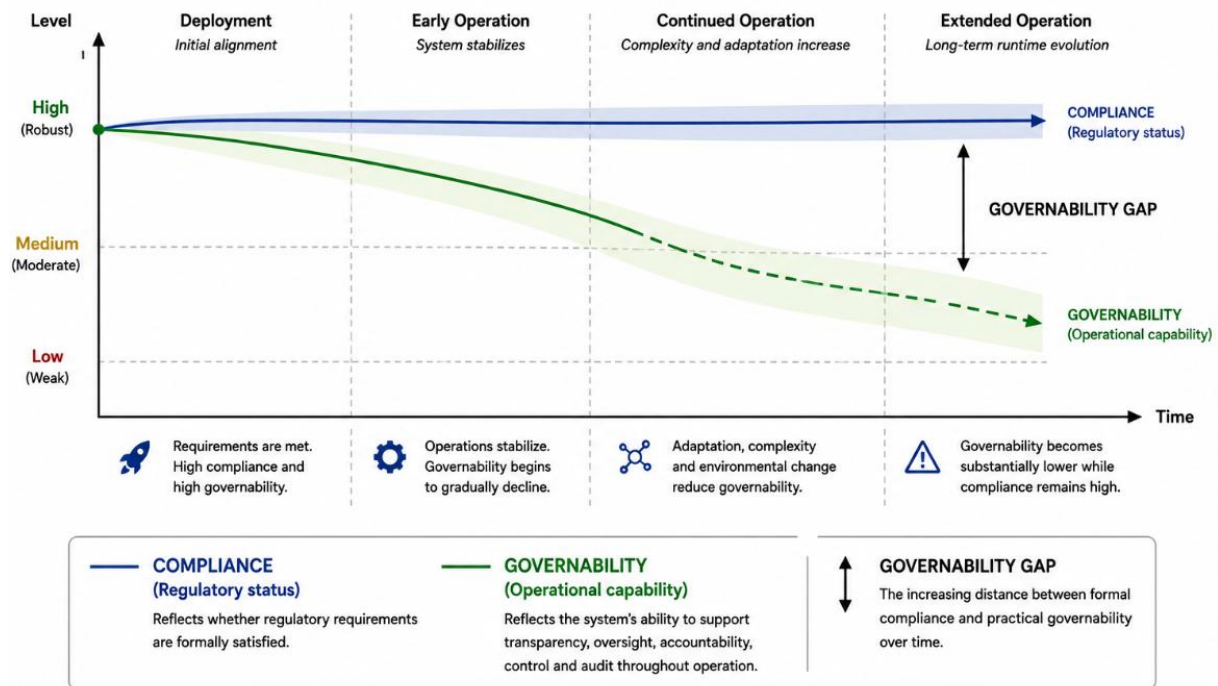 Level
Deployment
Initial alignment
Early Operation
System stabilizes
Continued Operation
Complexity and adaptation increase
Extended Operation
Long-term runtime evolution
High
(Robust)
COMPLIANCE
(Regulatory status)
GOVERNABILITY GAP
Medium
(Moderate)
GOVERNABILITY
(Operational capability)
Low
(Weak)
Time
Requirements are met.
High compliance and
high governability.
Operations stabilize.
Governability begins
to gradually decline.
Adaptation, complexity
and environmental change
reduce governability.
Governability becomes
substantially lower while
compliance remains high.
COMPLIANCE
(Regulatory status)
Reflects whether regulatory requirements
are formally satisfied.
GOVERNABILITY
(Operational capability)
Reflects the system's ability to support
transparency, oversight, accountability,
control and audit throughout operation.
GOVERNABILITY GAP
The increasing distance between formal
compliance and practical governability
over time.